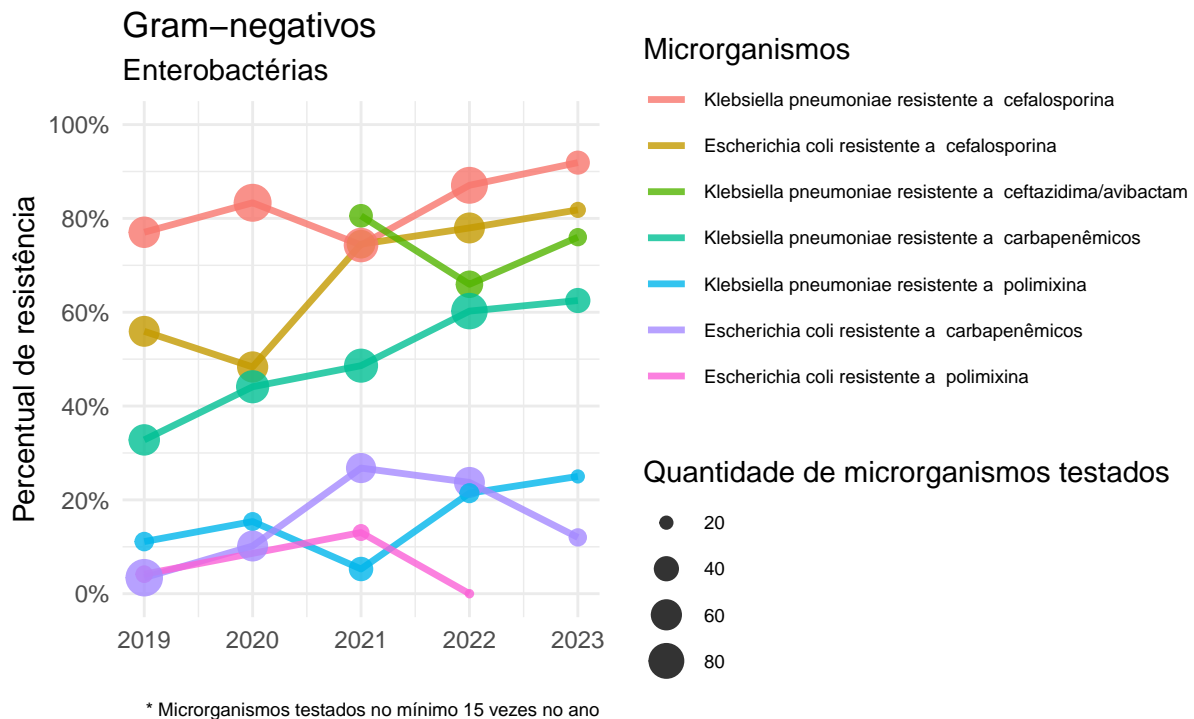 Gram−negativos
Enterobactérias
Percentual de resistência
100%
80%
60%
40%
20%
0%
2019 2020 2021 2022 2023
* Microrganismos testados no mínimo 15 vezes no ano
Microrganismos
Klebsiella pneumoniae resistente a  cefalosporina
Escherichia coli resistente a  cefalosporina
Klebsiella pneumoniae resistente a  ceftazidima/avibactam
Klebsiella pneumoniae resistente a  carbapenêmicos
Klebsiella pneumoniae resistente a  polimixina
Escherichia coli resistente a  carbapenêmicos
Escherichia coli resistente a  polimixina
Quantidade de microrganismos testados
20
40
60
80